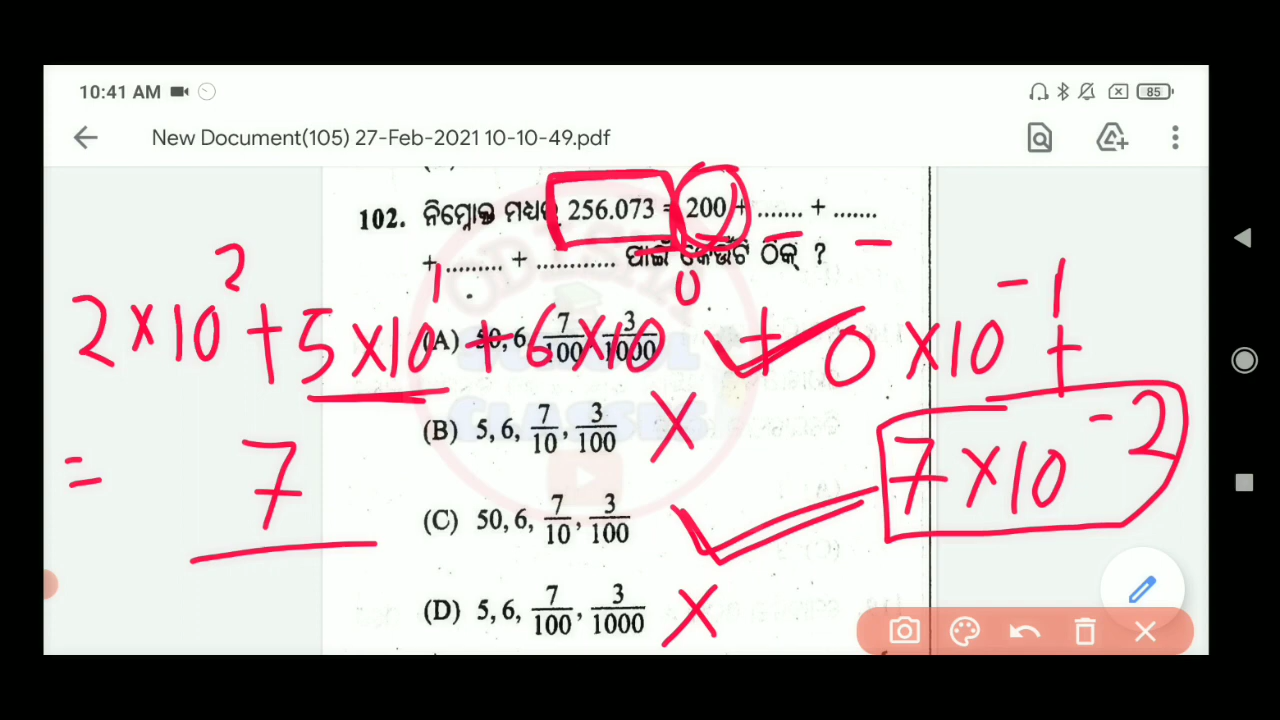 10:41 AM
85
New Document(105) 27-Feb-2021 10-10-49.pdf
102. ନିମ୍ନୋକ୍ତ ମଧ୍ୟରୁ 256.073 = 200 + ....... + .......
+ ......... + ............ ପାଇଁ କେଉଁଟି ଠିକ୍ ?
2×10² + 5×10¹ + 6×10⁰ + 0×10⁻¹ +
(A) 50, 6, 7/100, 3/1000
(B) 5, 6, 7/10, 3/100
= 7
7×10⁻²
(C) 50, 6, 7/10, 3/100
(D) 5, 6, 7/100, 3/1000